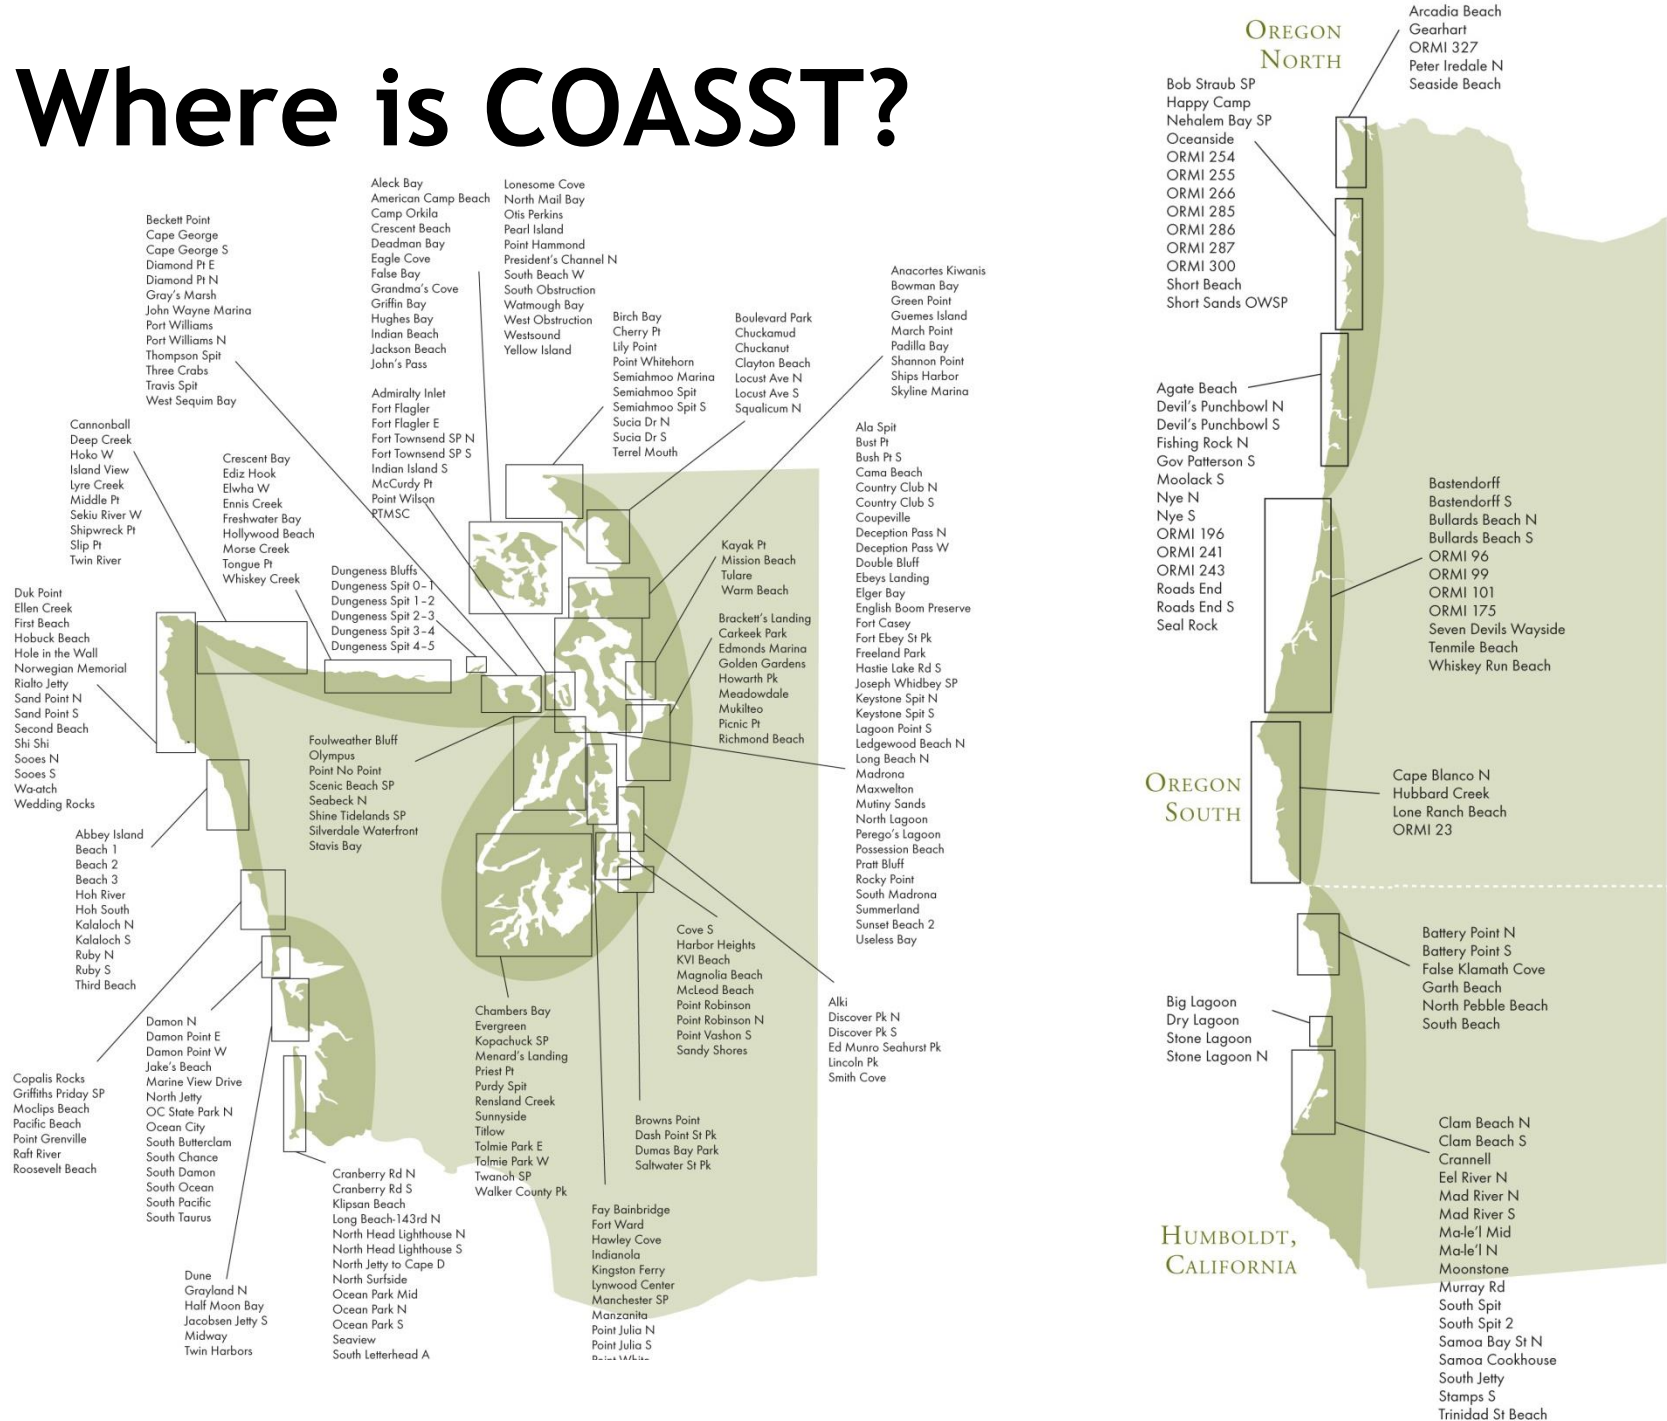 Where is COASST?
Beckett Point
Cape George
Cape George S
Diamond Pt E
Diamond Pt N
Gray's Marsh
John Wayne Marina
Port Williams
Port Williams N
Thompson Spit
Three Crabs
Travis Spit
West Sequim Bay
Aleck Bay
American Camp Beach
Camp Orkila
Crescent Beach
Deadman Bay
Eagle Cove
False Bay
Grandma's Cove
Griffin Bay
Hughes Bay
Indian Beach
Jackson Beach
John's Pass
Lonesome Cove
North Mail Bay
Otis Perkins
Pearl Island
Point Hammond
President's Channel N
South Beach W
South Obstruction
Watmough Bay
West Obstruction
Westsound
Yellow Island
Birch Bay
Cherry Pt
Lily Point
Point Whitehorn
Semiahmoo Marina
Semiahmoo Spit
Semiahmoo Spit S
Sucia Dr N
Sucia Dr S
Terrel Mouth
Boulevard Park
Chuckamud
Chuckanut
Clayton Beach
Locust Ave N
Locust Ave S
Squalicum N
Anacortes Kiwanis
Bowman Bay
Green Point
Guemes Island
March Point
Padilla Bay
Shannon Point
Ships Harbor
Skyline Marina
Admiralty Inlet
Fort Flagler
Fort Flagler E
Fort Townsend SP N
Fort Townsend SP S
Indian Island S
McCurdy Pt
Point Wilson
PTMSC
Cannonball
Deep Creek
Hoko W
Island View
Lyre Creek
Middle Pt
Sekiu River W
Shipwreck Pt
Slip Pt
Twin River
Crescent Bay
Ediz Hook
Elwha W
Ennis Creek
Freshwater Bay
Hollywood Beach
Morse Creek
Tongue Pt
Whiskey Creek
Dungeness Bluffs
Dungeness Spit 0-1
Dungeness Spit 1-2
Dungeness Spit 2-3
Dungeness Spit 3-4
Dungeness Spit 4-5
Duk Point
Ellen Creek
First Beach
Hobuck Beach
Hole in the Wall
Norwegian Memorial
Rialto Jetty
Sand Point N
Sand Point S
Second Beach
Shi Shi
Sooes N
Sooes S
Wa-atch
Wedding Rocks
Kayak Pt
Mission Beach
Tulare
Warm Beach
Brackett's Landing
Carkeek Park
Edmonds Marina
Golden Gardens
Howarth Pk
Meadowdale
Mukilteo
Picnic Pt
Richmond Beach
Ala Spit
Bust Pt
Bush Pt S
Cama Beach
Country Club N
Country Club S
Coupeville
Deception Pass N
Deception Pass W
Double Bluff
Ebeys Landing
Elger Bay
English Boom Preserve
Fort Casey
Fort Ebey St Pk
Freeland Park
Hastie Lake Rd S
Joseph Whidbey SP
Keystone Spit N
Keystone Spit S
Lagoon Point S
Ledgewood Beach N
Long Beach N
Madrona
Maxwelton
Mutiny Sands
North Lagoon
Perego's Lagoon
Possession Beach
Pratt Bluff
Rocky Point
South Madrona
Summerland
Sunset Beach 2
Useless Bay
Foulweather Bluff
Olympus
Point No Point
Scenic Beach SP
Seabeck N
Shine Tidelands SP
Silverdale Waterfront
Stavis Bay
Abbey Island
Beach 1
Beach 2
Beach 3
Hoh River
Hoh South
Kalaloch N
Kalaloch S
Ruby N
Ruby S
Third Beach
Cove S
Harbor Heights
KVI Beach
Magnolia Beach
McLeod Beach
Point Robinson
Point Robinson N
Point Vashon S
Sandy Shores
Alki
Discover Pk N
Discover Pk S
Ed Munro Seahurst Pk
Lincoln Pk
Smith Cove
Chambers Bay
Evergreen
Kopachuck SP
Menard's Landing
Priest Pt
Purdy Spit
Rensland Creek
Sunnyside
Titlow
Tolmie Park E
Tolmie Park W
Twanoh SP
Walker County Pk
Damon N
Damon Point E
Damon Point W
Jake's Beach
Marine View Drive
North Jetty
OC State Park N
Ocean City
South Butterclam
South Chance
South Damon
South Ocean
South Pacific
South Taurus
Copalis Rocks
Griffiths Friday SP
Moclips Beach
Pacific Beach
Point Grenville
Raft River
Roosevelt Beach
Browns Point
Dash Point St Pk
Dumas Bay Park
Saltwater St Pk
Cranberry Rd N
Cranberry Rd S
Klipsan Beach
Long Beach-143rd N
North Head Lighthouse N
North Head Lighthouse S
North Jetty to Cape D
North Surfside
Ocean Park Mid
Ocean Park N
Ocean Park S
Seaview
South Letterhead A
Dune
Grayland N
Half Moon Bay
Jacobsen Jetty S
Midway
Twin Harbors
Fay Bainbridge
Fort Ward
Hawley Cove
Indianola
Kingston Ferry
Lynwood Center
Manchester SP
Manzanita
Point Julia N
Point Julia S
Point White
OREGON
NORTH
Arcadia Beach
Gearhart
ORMI 327
Peter Iredale N
Seaside Beach
Bob Straub SP
Happy Camp
Nehalem Bay SP
Oceanside
ORMI 254
ORMI 255
ORMI 266
ORMI 285
ORMI 286
ORMI 287
ORMI 300
Short Beach
Short Sands OWSP
Agate Beach
Devil's Punchbowl N
Devil's Punchbowl S
Fishing Rock N
Gov Patterson S
Moolack S
Nye N
Nye S
ORMI 196
ORMI 241
ORMI 243
Roads End
Roads End S
Seal Rock
Bastendorff
Bastendorff S
Bullards Beach N
Bullards Beach S
ORMI 96
ORMI 99
ORMI 101
ORMI 175
Seven Devils Wayside
Tenmile Beach
Whiskey Run Beach
OREGON
SOUTH
Cape Blanco N
Hubbard Creek
Lone Ranch Beach
ORMI 23
Battery Point N
Battery Point S
False Klamath Cove
Garth Beach
North Pebble Beach
South Beach
Big Lagoon
Dry Lagoon
Stone Lagoon
Stone Lagoon N
HUMBOLDT,
CALIFORNIA
Clam Beach N
Clam Beach S
Crannell
Eel River N
Mad River N
Mad River S
Ma-le'l Mid
Ma-le'l N
Moonstone
Murray Rd
South Spit
South Spit 2
Samoa Bay St N
Samoa Cookhouse
South Jetty
Stamps S
Trinidad St Beach